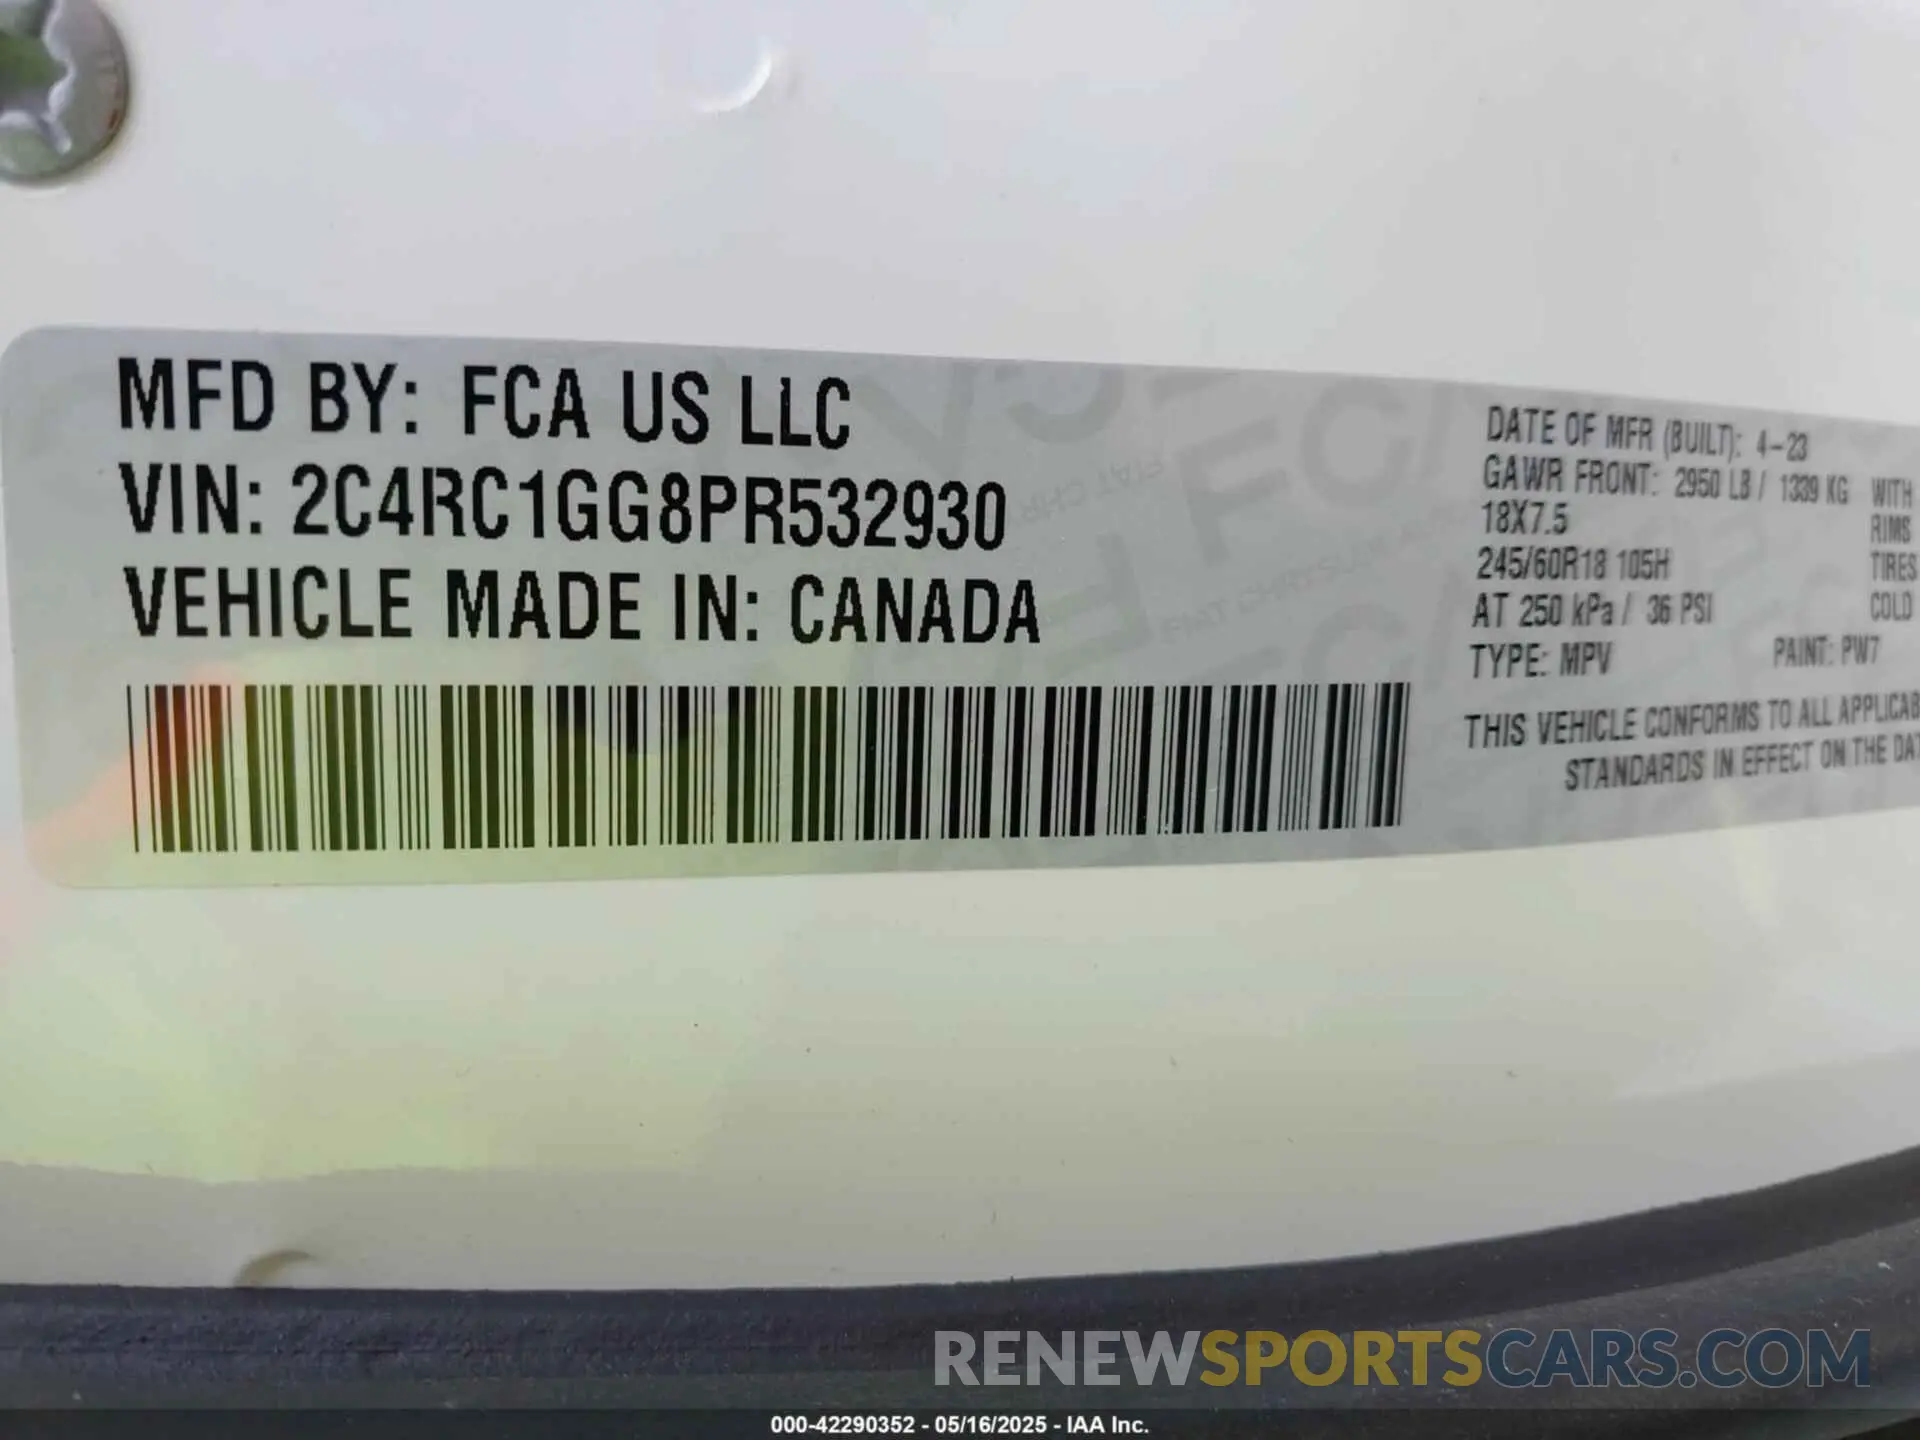 MFD BY: FCA US LLC
VIN: 2C4RC1GG8PR532930
VEHICLE MADE IN: CANADA
DATE OF MFR (BUILT): 4-23
GAWR FRONT: 2950 LB / 1339 KG WITH
18X7.5 RIMS
245/60R18 105H TIRES
AT 250 kPa / 36 PSI COLD
TYPE: MPV PAINT: PW7
THIS VEHICLE CONFORMS TO ALL APPLICAB
STANDARDS IN EFFECT ON THE DAT
RENEWSPORTSCARS.COM
000-42290352 - 05/16/2025 - IAA Inc.